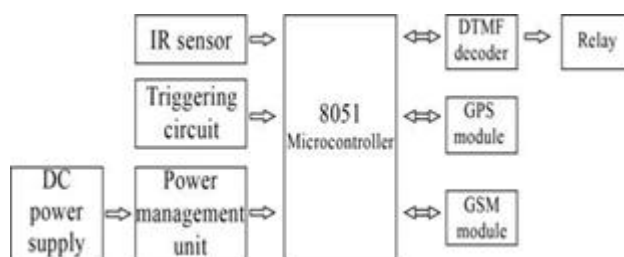 IR sensor
Triggering
circuit
DC
power
supply
Power
management
unit
8051
Microcontroller
DTMF
decoder
Relay
GPS
module
GSM
module